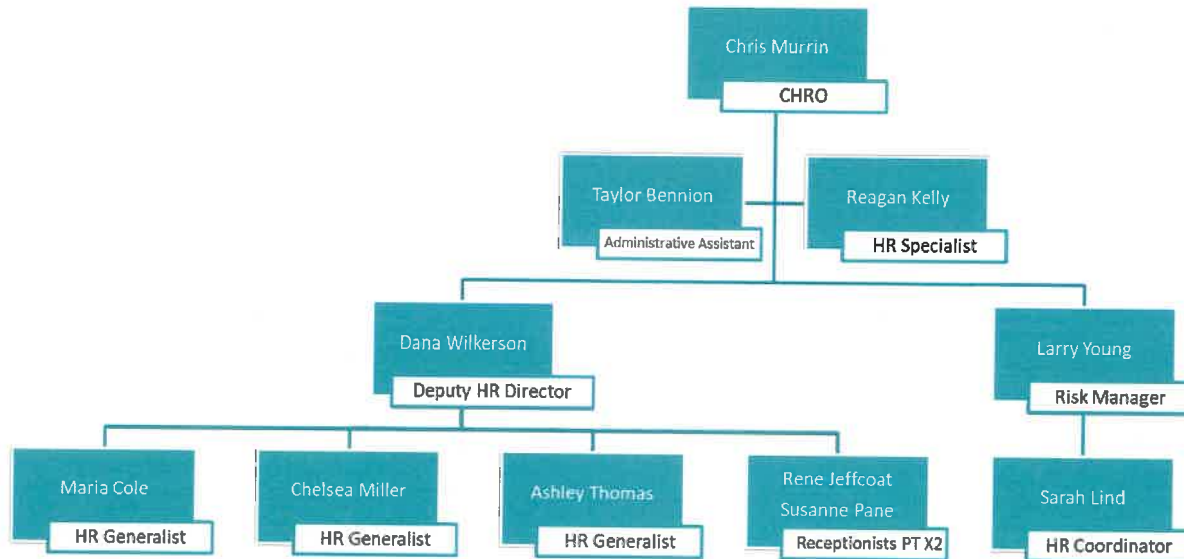 Chris Murrin
CHRO
Taylor Bennion
Administrative Assistant
Reagan Kelly
HR Specialist
Dana Wilkerson
Deputy HR Director
Larry Young
Risk Manager
Maria Cole
HR Generalist
Chelsea Miller
HR Generalist
Ashley Thomas
HR Generalist
Rene Jeffcoat
Susanne Pane
Receptionists PT X2
Sarah Lind
HR Coordinator